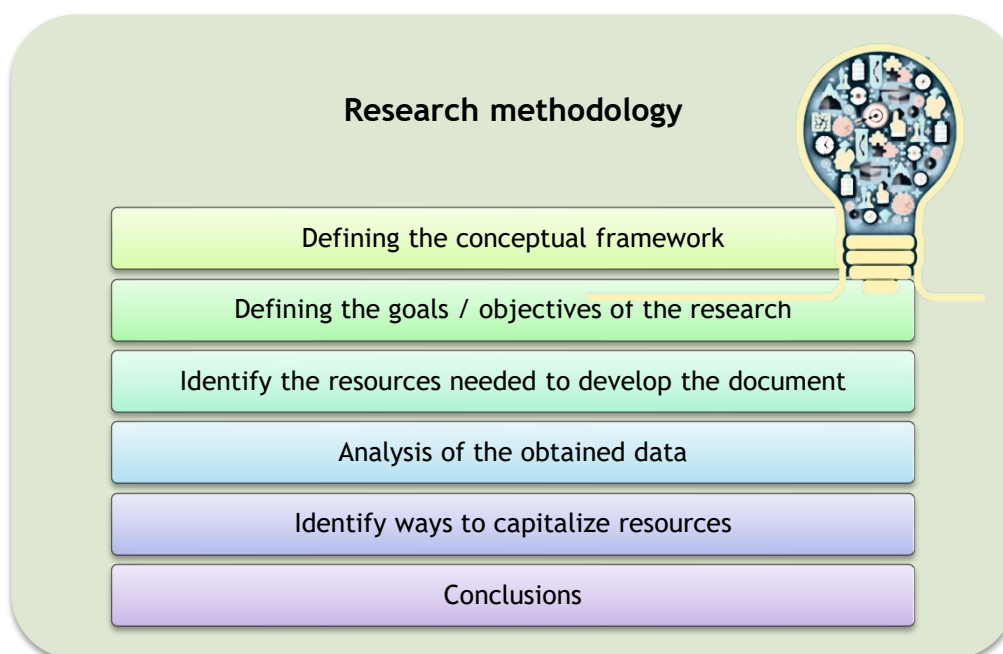 Research methodology
Defining the conceptual framework
Defining the goals / objectives of the research
Identify the resources needed to develop the document
Analysis of the obtained data
Identify ways to capitalize resources
Conclusions